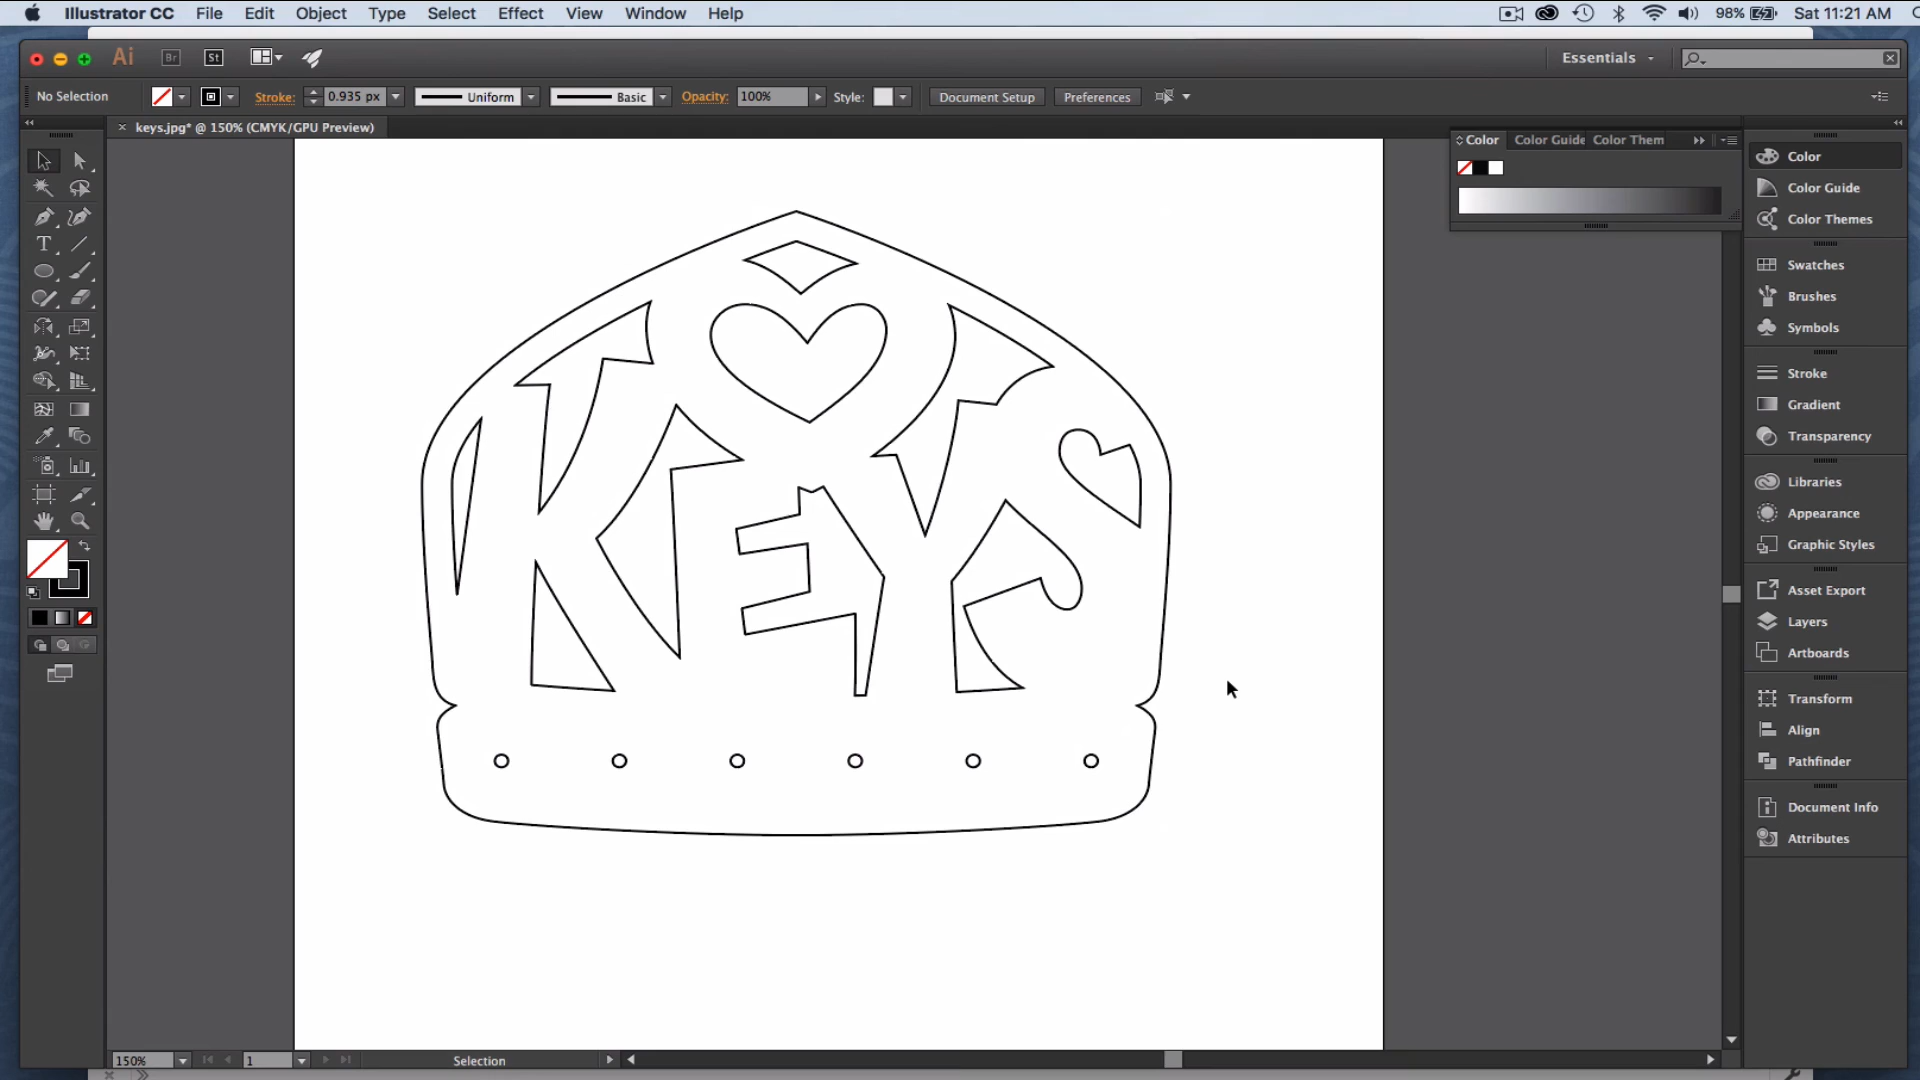 Illustrator CC File Edit Object Type Select Effect View Window Help 98% Sat 11:21 AM
Ai Br St Essentials
No Selection Stroke: 0.935 px Uniform Basic Opacity: 100% Style: Document Setup Preferences
× keys.jpg* @ 150% (CMYK/GPU Preview)
Color Color Guide Color Them
Color
Color Guide
Color Themes
Swatches
Brushes
Symbols
Stroke
Gradient
Transparency
Libraries
Appearance
Graphic Styles
Asset Export
Layers
Artboards
Transform
Align
Pathfinder
Document Info
Attributes
T
KEYS
150% 1 Selection